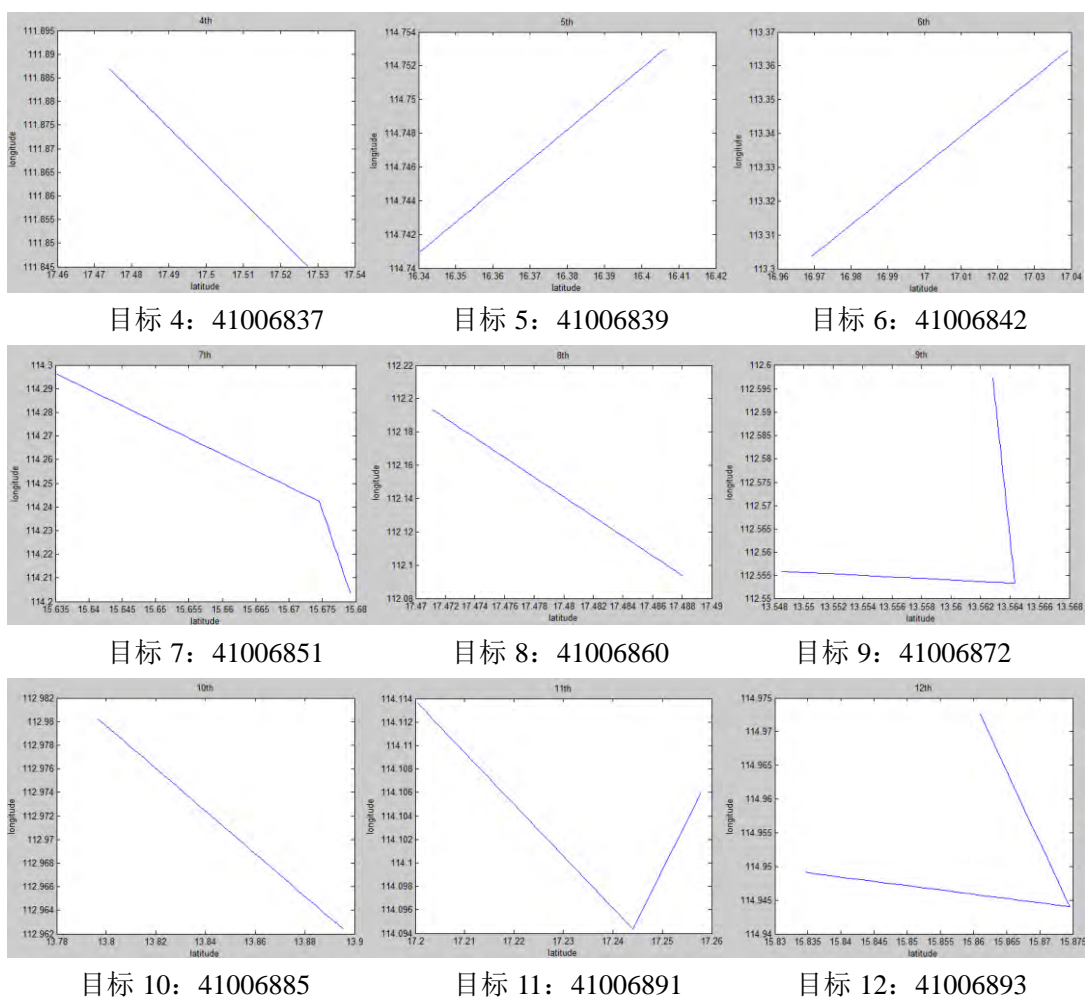 4th
5th
6th
111.895
111.89
111.885
111.88
111.875
111.87
111.865
111.86
111.855
111.85
111.845
longitude
17.46 17.47 17.48 17.49 17.5 17.51 17.52 17.53 17.54
latitude
114.754
114.752
114.75
114.748
114.746
114.744
114.742
114.74
longitude
16.34 16.35 16.36 16.37 16.38 16.39 16.4 16.41 16.42
latitude
113.37
113.36
113.35
113.34
113.33
113.32
113.31
113.3
longitude
16.96 16.97 16.98 16.99 17 17.01 17.02 17.03 17.04
latitude
目标 4：41006837
目标 5：41006839
目标 6：41006842
7th
8th
9th
114.3
114.29
114.28
114.27
114.26
114.25
114.24
114.23
114.22
114.21
114.2
longitude
15.635 15.64 15.645 15.65 15.655 15.66 15.665 15.67 15.675 15.68
latitude
112.22
112.2
112.18
112.16
112.14
112.12
112.1
112.08
longitude
17.47 17.472 17.474 17.476 17.478 17.48 17.482 17.484 17.486 17.488 17.49
latitude
112.6
112.595
112.59
112.585
112.58
112.575
112.57
112.565
112.56
112.555
112.55
longitude
13.548 13.55 13.552 13.554 13.556 13.558 13.56 13.562 13.564 13.566 13.568
latitude
目标 7：41006851
目标 8：41006860
目标 9：41006872
10th
11th
12th
112.982
112.98
112.978
112.976
112.974
112.972
112.97
112.968
112.966
112.964
112.962
longitude
13.78 13.8 13.82 13.84 13.86 13.88 13.9
latitude
114.114
114.112
114.11
114.108
114.106
114.104
114.102
114.1
114.098
114.096
114.094
longitude
17.2 17.21 17.22 17.23 17.24 17.25 17.26
latitude
114.975
114.97
114.965
114.96
114.955
114.95
114.945
114.94
longitude
15.83 15.835 15.84 15.845 15.85 15.855 15.86 15.865 15.87 15.875
latitude
目标 10：41006885
目标 11：41006891
目标 12：41006893